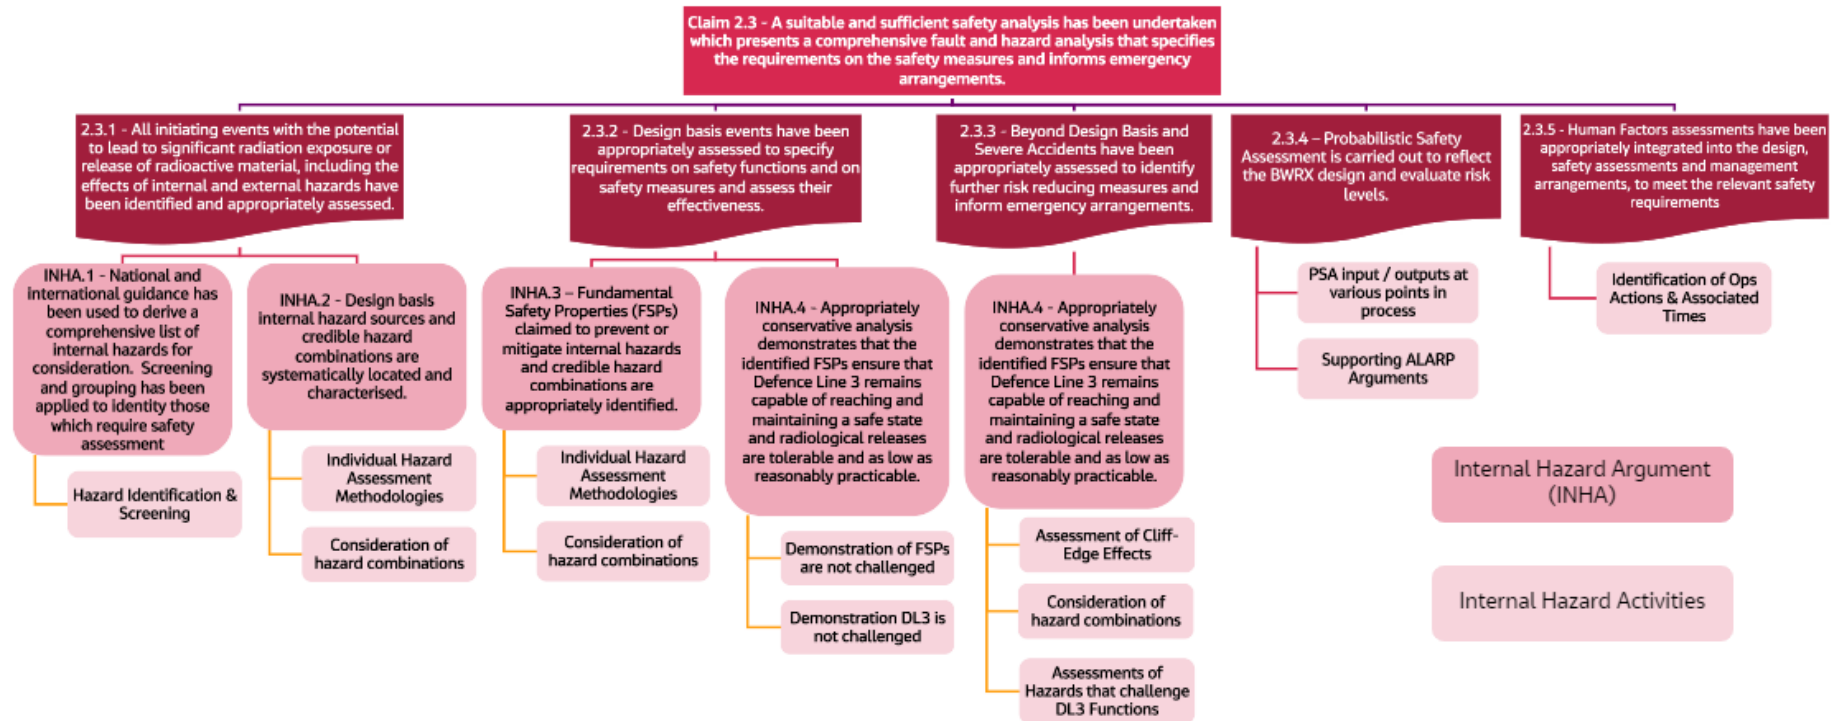 Claim 2.3 - A suitable and sufficient safety analysis has been undertaken
which presents a comprehensive fault and hazard analysis that specifies
the requirements on the safety measures and informs emergency
arrangements.
2.3.1 - All initiating events with the potential
to lead to significant radiation exposure or
release of radioactive material, including the
effects of internal and external hazards have
been identified and appropriately assessed.
2.3.2 - Design basis events have been
appropriately assessed to specify
requirements on safety functions and on
safety measures and assess their
effectiveness.
2.3.3 - Beyond Design Basis and
Severe Accidents have been
appropriately assessed to identify
further risk reducing measures and
inform emergency arrangements.
2.3.4 – Probabilistic Safety
Assessment is carried out to reflect
the BWRX design and evaluate risk
levels.
2.3.5 - Human Factors assessments have been
appropriately integrated into the design,
safety assessments and management
arrangements, to meet the relevant safety
requirements
INHA.1 - National and
international guidance has
been used to derive a
comprehensive list of
internal hazards for
consideration. Screening
and grouping has been
applied to identity those
which require safety
assessment
Hazard Identification &
Screening
INHA.2 - Design basis
internal hazard sources and
credible hazard
combinations are
systematically located and
characterised.
Individual Hazard
Assessment
Methodologies
Consideration of
hazard combinations
INHA.3 – Fundamental
Safety Properties (FSPs)
claimed to prevent or
mitigate internal hazards
and credible hazard
combinations are
appropriately identified.
Individual Hazard
Assessment
Methodologies
Consideration of
hazard combinations
INHA.4 - Appropriately
conservative analysis
demonstrates that the
identified FSPs ensure that
Defence Line 3 remains
capable of reaching and
maintaining a safe state
and radiological releases
are tolerable and as low as
reasonably practicable.
Demonstration of FSPs
are not challenged
Demonstration DL3 is
not challenged
INHA.4 - Appropriately
conservative analysis
demonstrates that the
identified FSPs ensure that
Defence Line 3 remains
capable of reaching and
maintaining a safe state
and radiological releases
are tolerable and as low as
reasonably practicable.
Assessment of Cliff-
Edge Effects
Consideration of
hazard combinations
Assessments of
Hazards that challenge
DL3 Functions
PSA input / outputs at
various points in
process
Supporting ALARP
Arguments
Identification of Ops
Actions & Associated
Times
Internal Hazard Argument
(INHA)
Internal Hazard Activities